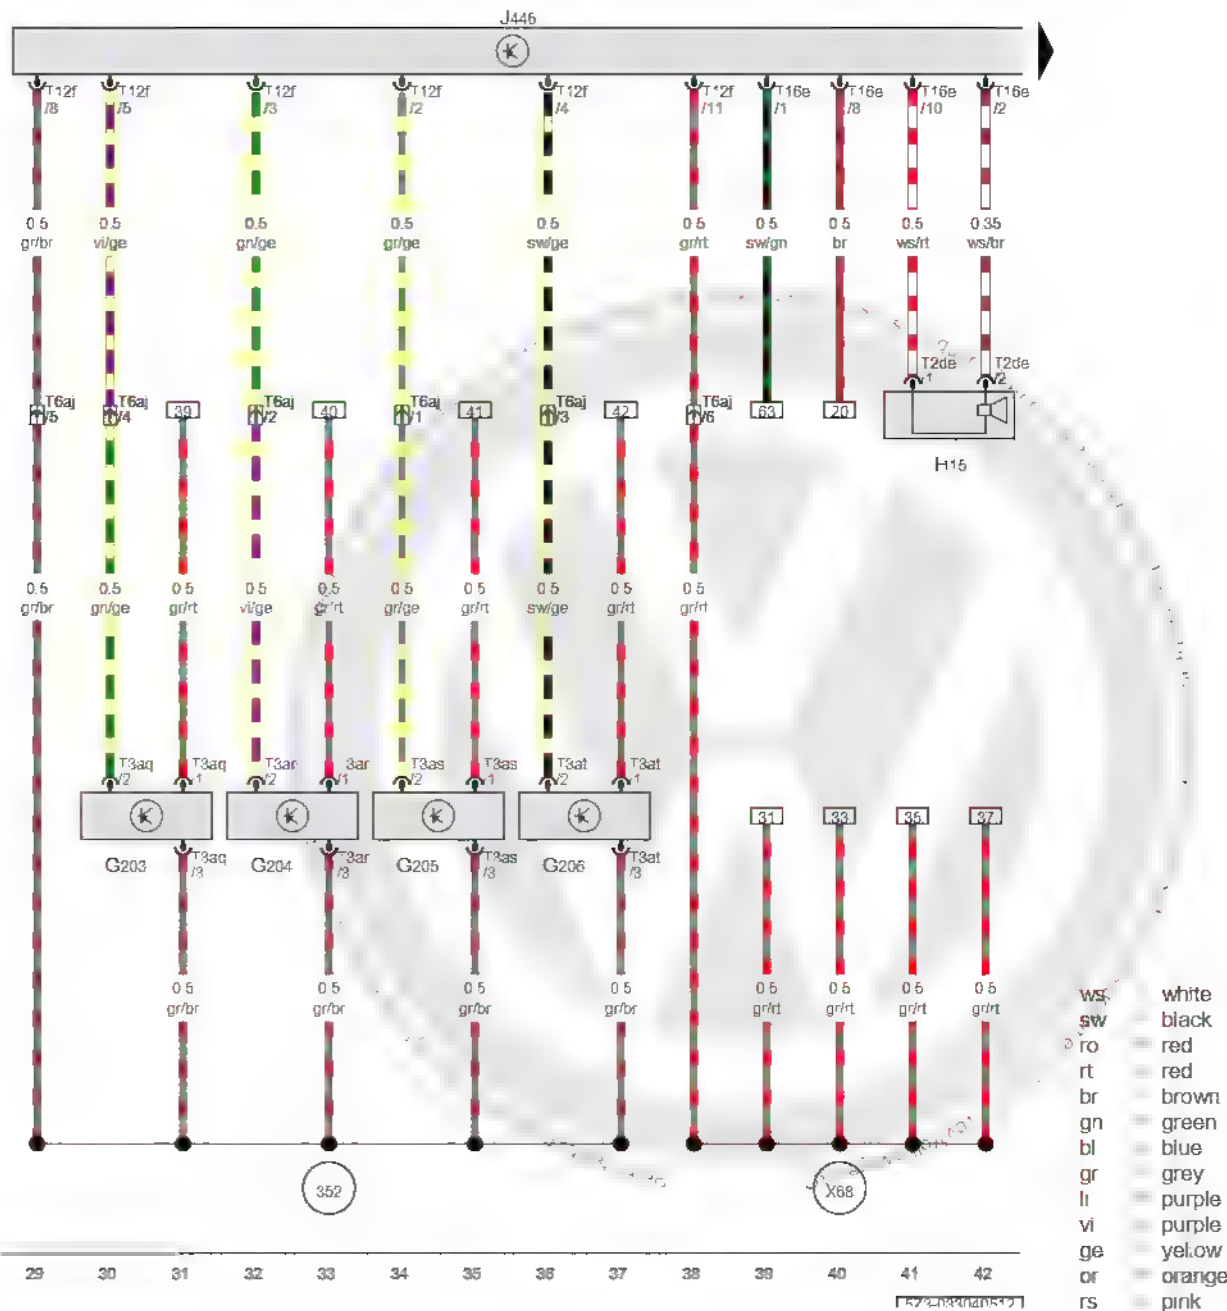 J446
T12f T12f T12f T12f T12f T12f T16e T16e T16e T16e
/8 /5 /3 /2 /4 /11 /1 /8 /10 /2
0.5 0.5 0.5 0.5 0.5 0.5 0.5 0.5 0.5 0.35
gr/br vi/ge gn/ge gr/ge sw/ge gr/rt sw/gn br ws/rt ws/br
T2de T2de
/1 /2
T6aj T6aj T6aj T6aj T6aj T6aj
/5 /4 39 /2 40 /1 41 /3 42 /6 63 20
H15
0.5 0.5 0.5 0.5 0.5 0.5 0.5 0.5 0.5 0.5
gr/br gn/ge gr/rt vi/ge gr/rt gr/ge gr/rt sw/ge gr/rt gr/rt
T3aq T3aq T3ar T3ar T3as T3as T3at T3at
/2 /1 /2 /1 /2 /1 /2 /1
31 33 35 37
G203 T3aq G204 T3ar G205 T3as G206 T3at
/3 /3 /3 /3
0.5 0.5 0.5 0.5 0.5 0.5 0.5 0.5
gr/br gr/br gr/br gr/br gr/rt gr/rt gr/rt gr/rt
352 X68
29 30 31 32 33 34 35 36 37 38 39 40 41 42
ws = white
sw = black
ro = red
rt = red
br = brown
gn = green
bl = blue
gr = grey
li = purple
vi = purple
ge = yellow
or = orange
rs = pink